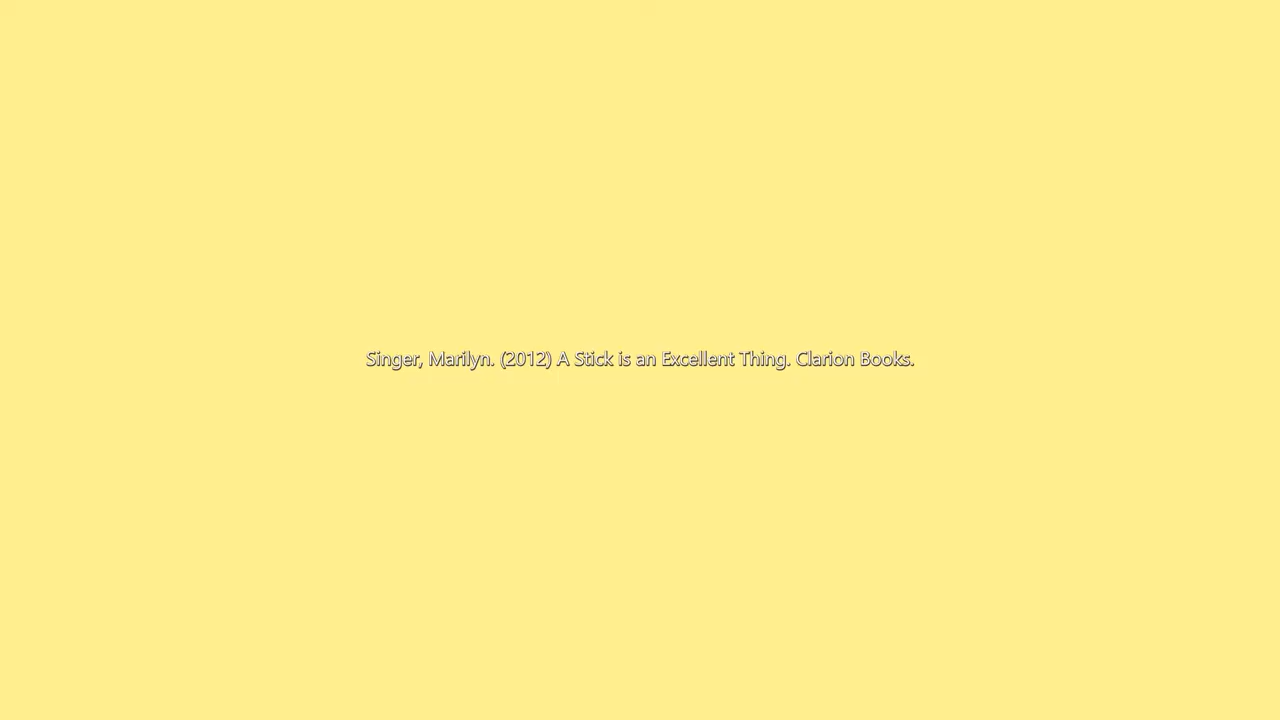 Singer, Marilyn. (2012) A Stick is an Excellent Thing. Clarion Books.